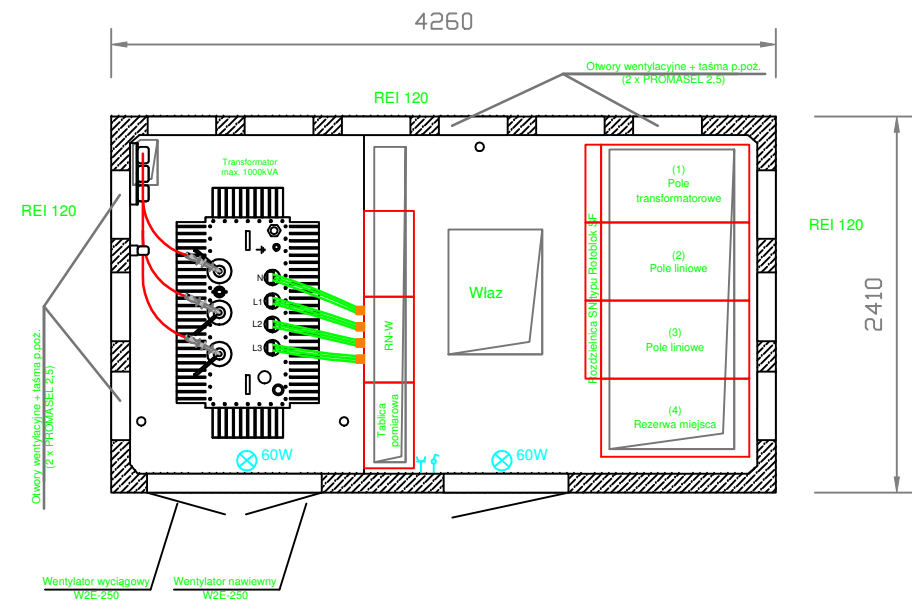 4260
Otwory wentylacyjne + taśma p.poż.
(2 x PROMASEL 2,5)
REI 120
Transformator
max. 1000kVA
(1)
Pole
transformatorowe
REI 120
REI 120
Rozdzielnica SN typu Rotoblok SF
(2)
Pole liniowe
N
L1
L2
L3
Właz
2410
RN-W
(3)
Pole liniowe
Otwory wentylacyjne + taśma p.poż.
(2 x PROMASEL 2,5)
Tablica
pomiarowa
(4)
Rezerwa miejsca
60W
60W
Wentylator wyciągowy
W2E-250
Wentylator nawiewny
W2E-250